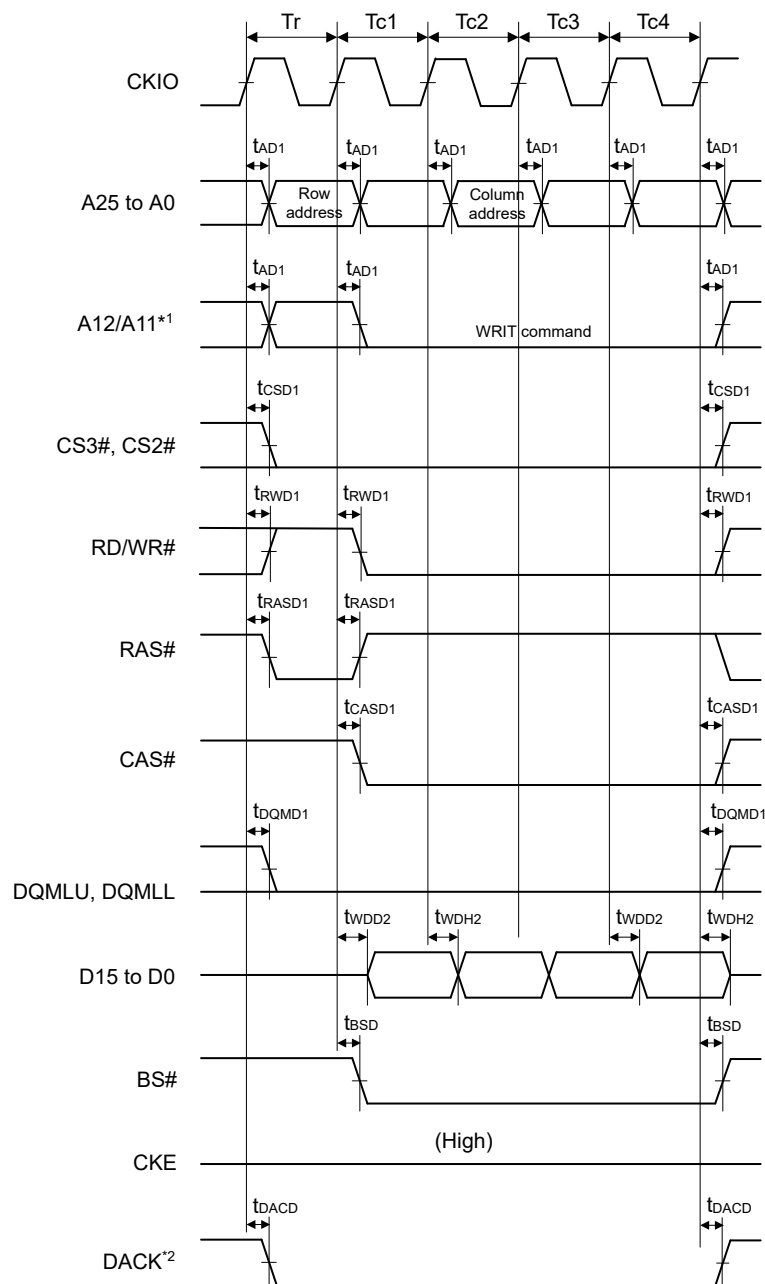 Tr Tc1 Tc2 Tc3 Tc4
CKIO
tAD1 tAD1 tAD1 tAD1 tAD1 tAD1
A25 to A0
Row
address
Column
address
tAD1 tAD1 tAD1
A12/A11*1
WRIT command
tCSD1 tCSD1
CS3#, CS2#
tRWD1 tRWD1 tRWD1
RD/WR#
tRASD1 tRASD1
RAS#
tCASD1 tCASD1
CAS#
tDQMD1 tDQMD1
DQMLU, DQMLL
tWDD2 tWDH2 tWDD2 tWDH2
D15 to D0
tBSD tBSD
BS#
(High)
CKE
tDACD tDACD
DACK*2